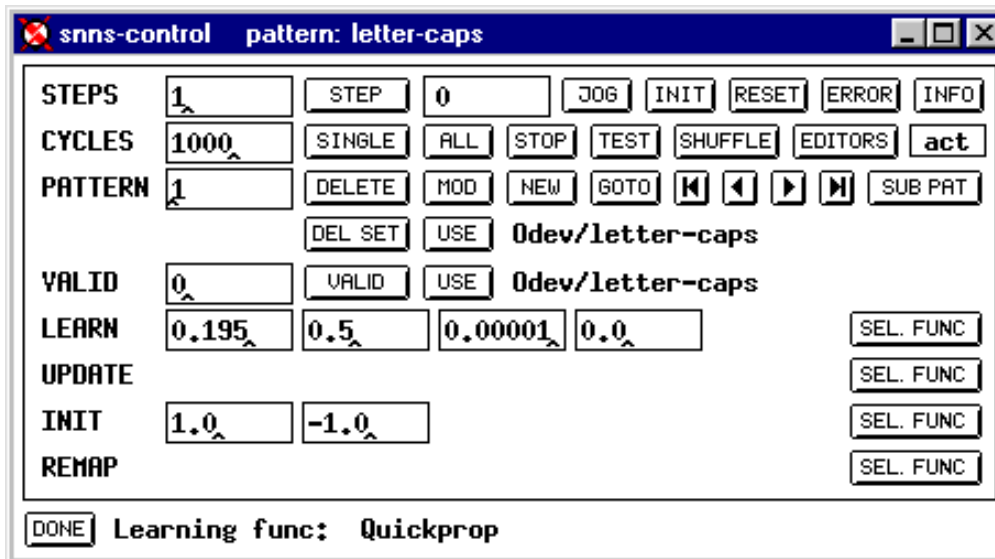 snns-control pattern: letter-caps
STEPS 1 STEP 0 JOG INIT RESET ERROR INFO
CYCLES 1000 SINGLE ALL STOP TEST SHUFFLE EDITORS act
PATTERN 1 DELETE MOD NEW GOTO SUB PAT
DEL SET USE 0dev/letter-caps
VALID 0 VALID USE 0dev/letter-caps
LEARN 0.195 0.5 0.00001 0.0 SEL. FUNC
UPDATE SEL. FUNC
INIT 1.0 -1.0 SEL. FUNC
REMAP SEL. FUNC
DONE Learning func: Quickprop